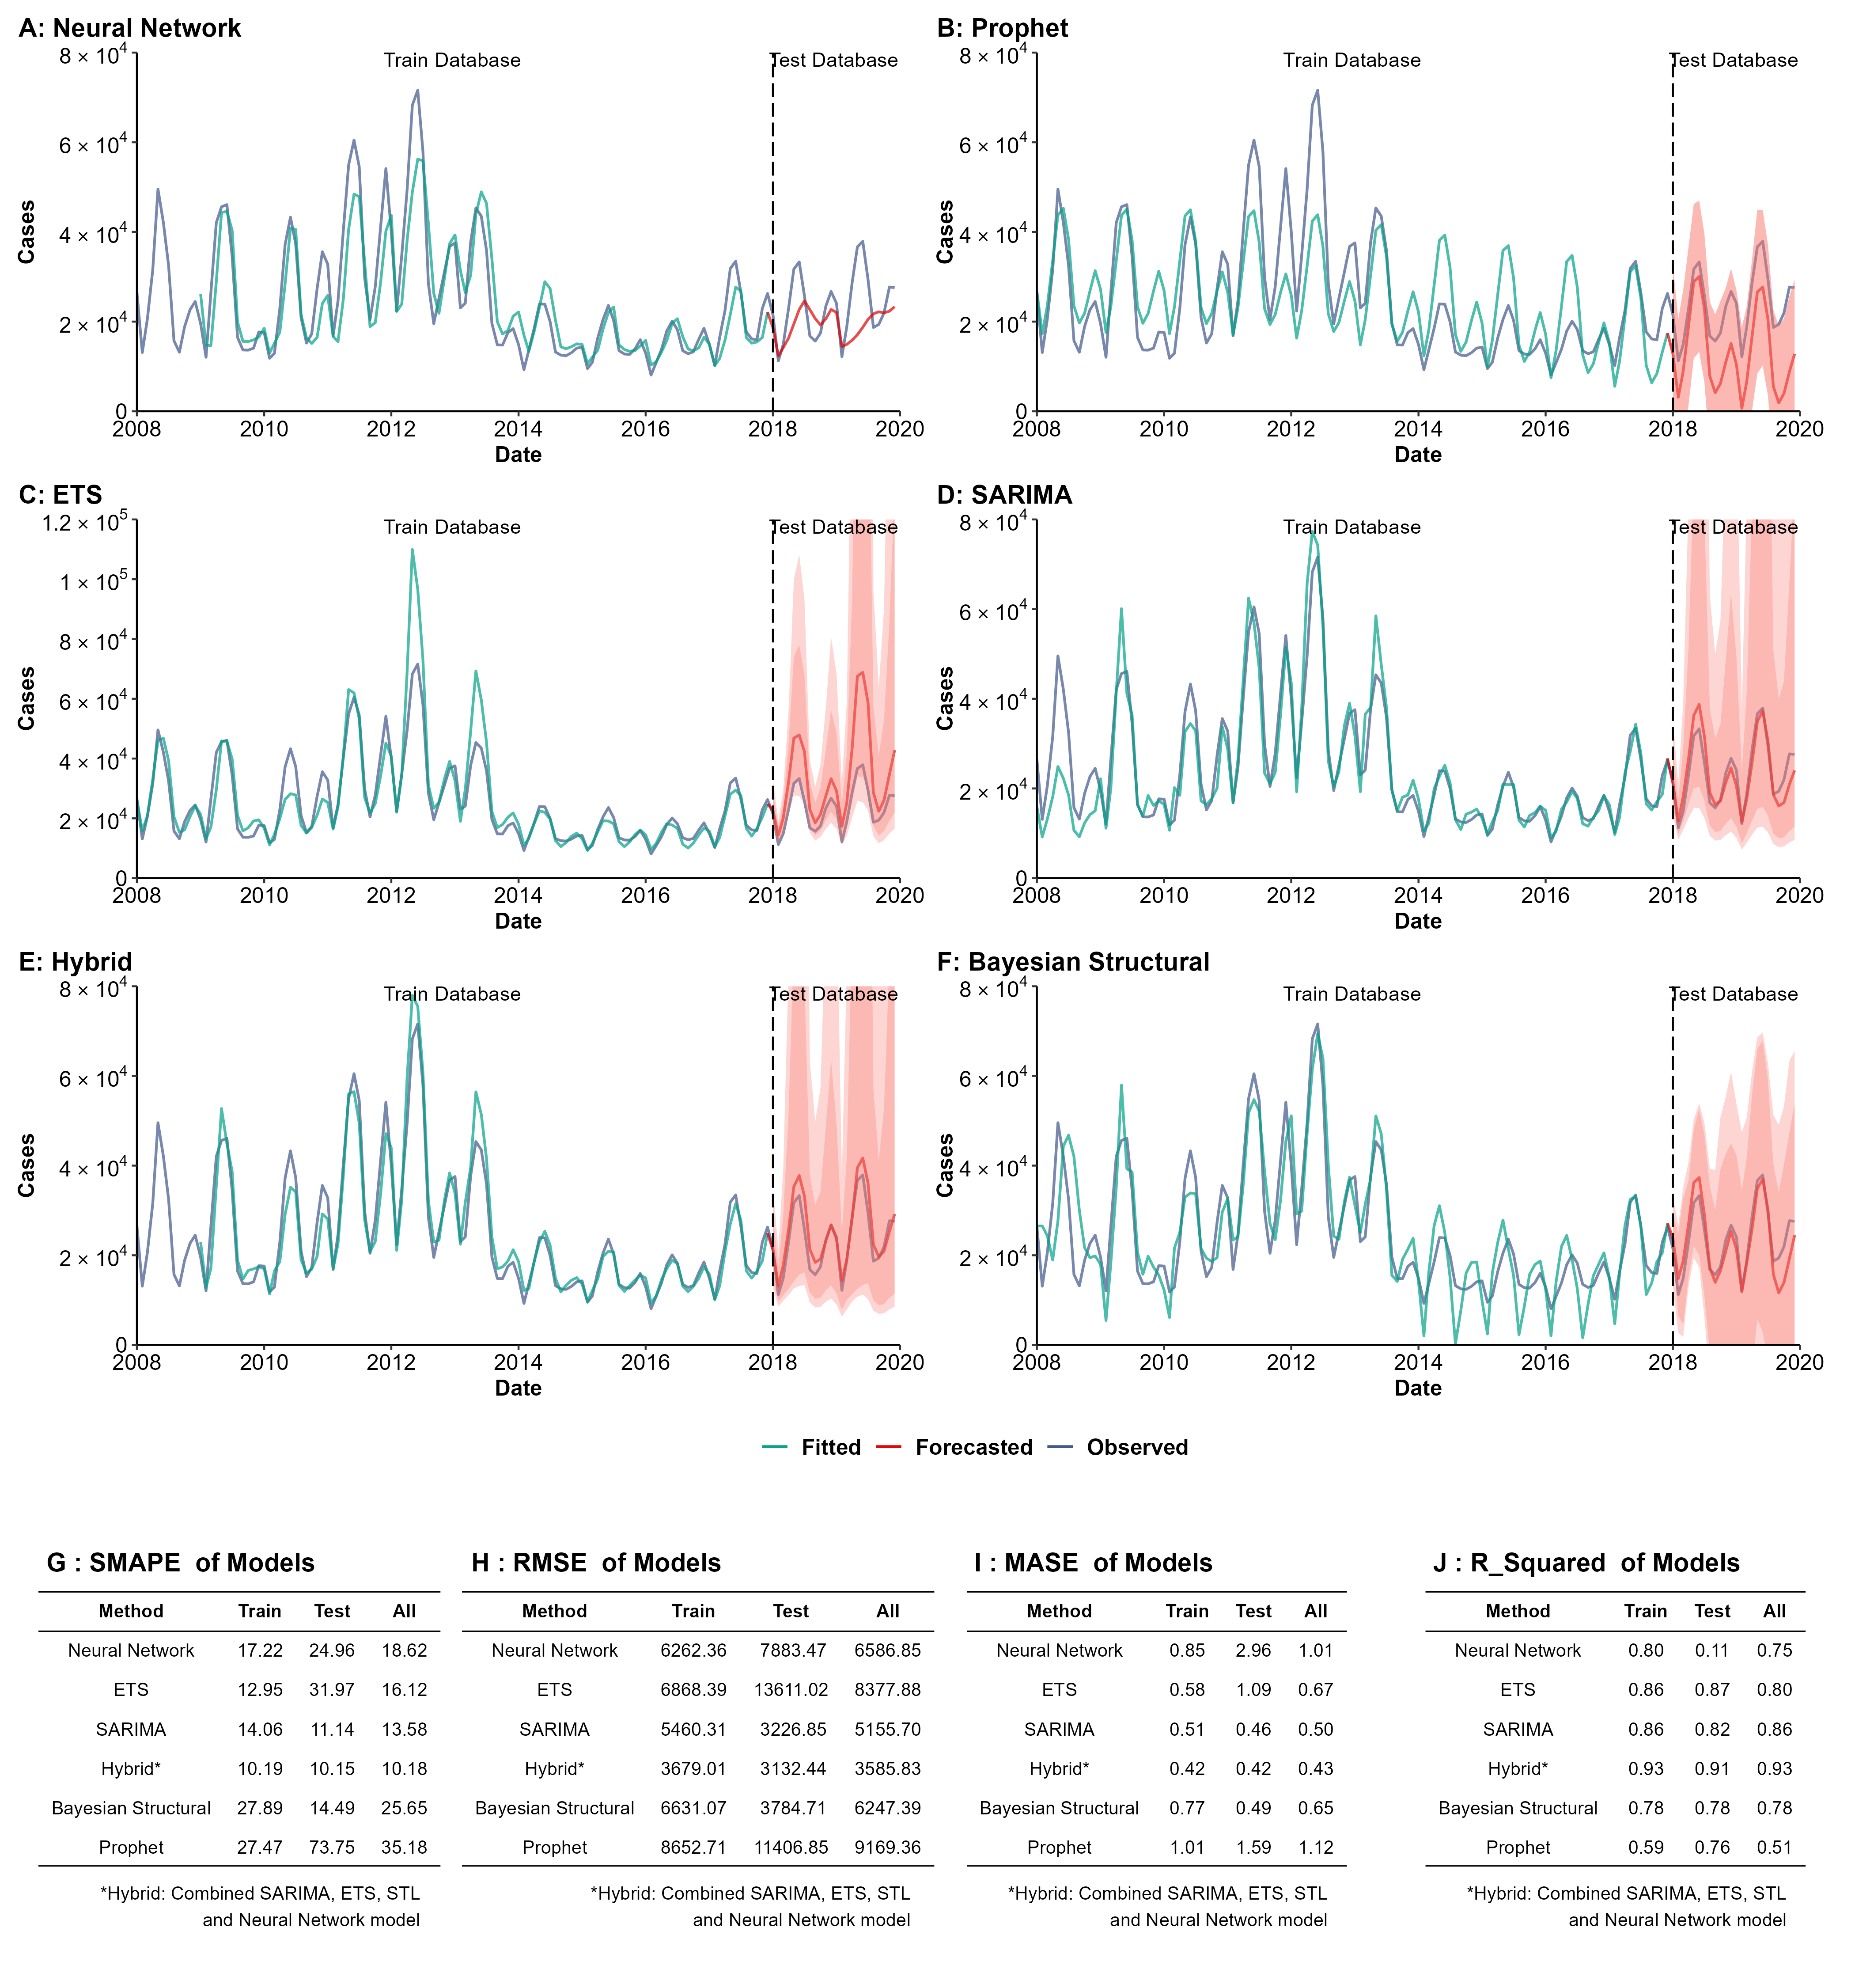 A: Neural Network
8 × 10⁴
6 × 10⁴
4 × 10⁴
2 × 10⁴
0
Cases
Train Database
Test Database
2008 2010 2012 2014 2016 2018 2020
Date
B: Prophet
8 × 10⁴
6 × 10⁴
4 × 10⁴
2 × 10⁴
0
Cases
Train Database
Test Database
2008 2010 2012 2014 2016 2018 2020
Date
C: ETS
1.2 × 10⁵
1 × 10⁵
8 × 10⁴
6 × 10⁴
4 × 10⁴
2 × 10⁴
0
Cases
Train Database
Test Database
2008 2010 2012 2014 2016 2018 2020
Date
D: SARIMA
8 × 10⁴
6 × 10⁴
4 × 10⁴
2 × 10⁴
0
Cases
Train Database
Test Database
2008 2010 2012 2014 2016 2018 2020
Date
E: Hybrid
8 × 10⁴
6 × 10⁴
4 × 10⁴
2 × 10⁴
0
Cases
Train Database
Test Database
2008 2010 2012 2014 2016 2018 2020
Date
F: Bayesian Structural
8 × 10⁴
6 × 10⁴
4 × 10⁴
2 × 10⁴
0
Cases
Train Database
Test Database
2008 2010 2012 2014 2016 2018 2020
Date
Fitted Forecasted Observed
G : SMAPE of Models
Method Train Test All
Neural Network 17.22 24.96 18.62
ETS 12.95 31.97 16.12
SARIMA 14.06 11.14 13.58
Hybrid* 10.19 10.15 10.18
Bayesian Structural 27.89 14.49 25.65
Prophet 27.47 73.75 35.18
*Hybrid: Combined SARIMA, ETS, STL
and Neural Network model
H : RMSE of Models
Method Train Test All
Neural Network 6262.36 7883.47 6586.85
ETS 6868.39 13611.02 8377.88
SARIMA 5460.31 3226.85 5155.70
Hybrid* 3679.01 3132.44 3585.83
Bayesian Structural 6631.07 3784.71 6247.39
Prophet 8652.71 11406.85 9169.36
*Hybrid: Combined SARIMA, ETS, STL
and Neural Network model
I : MASE of Models
Method Train Test All
Neural Network 0.85 2.96 1.01
ETS 0.58 1.09 0.67
SARIMA 0.51 0.46 0.50
Hybrid* 0.42 0.42 0.43
Bayesian Structural 0.77 0.49 0.65
Prophet 1.01 1.59 1.12
*Hybrid: Combined SARIMA, ETS, STL
and Neural Network model
J : R_Squared of Models
Method Train Test All
Neural Network 0.80 0.11 0.75
ETS 0.86 0.87 0.80
SARIMA 0.86 0.82 0.86
Hybrid* 0.93 0.91 0.93
Bayesian Structural 0.78 0.78 0.78
Prophet 0.59 0.76 0.51
*Hybrid: Combined SARIMA, ETS, STL
and Neural Network model